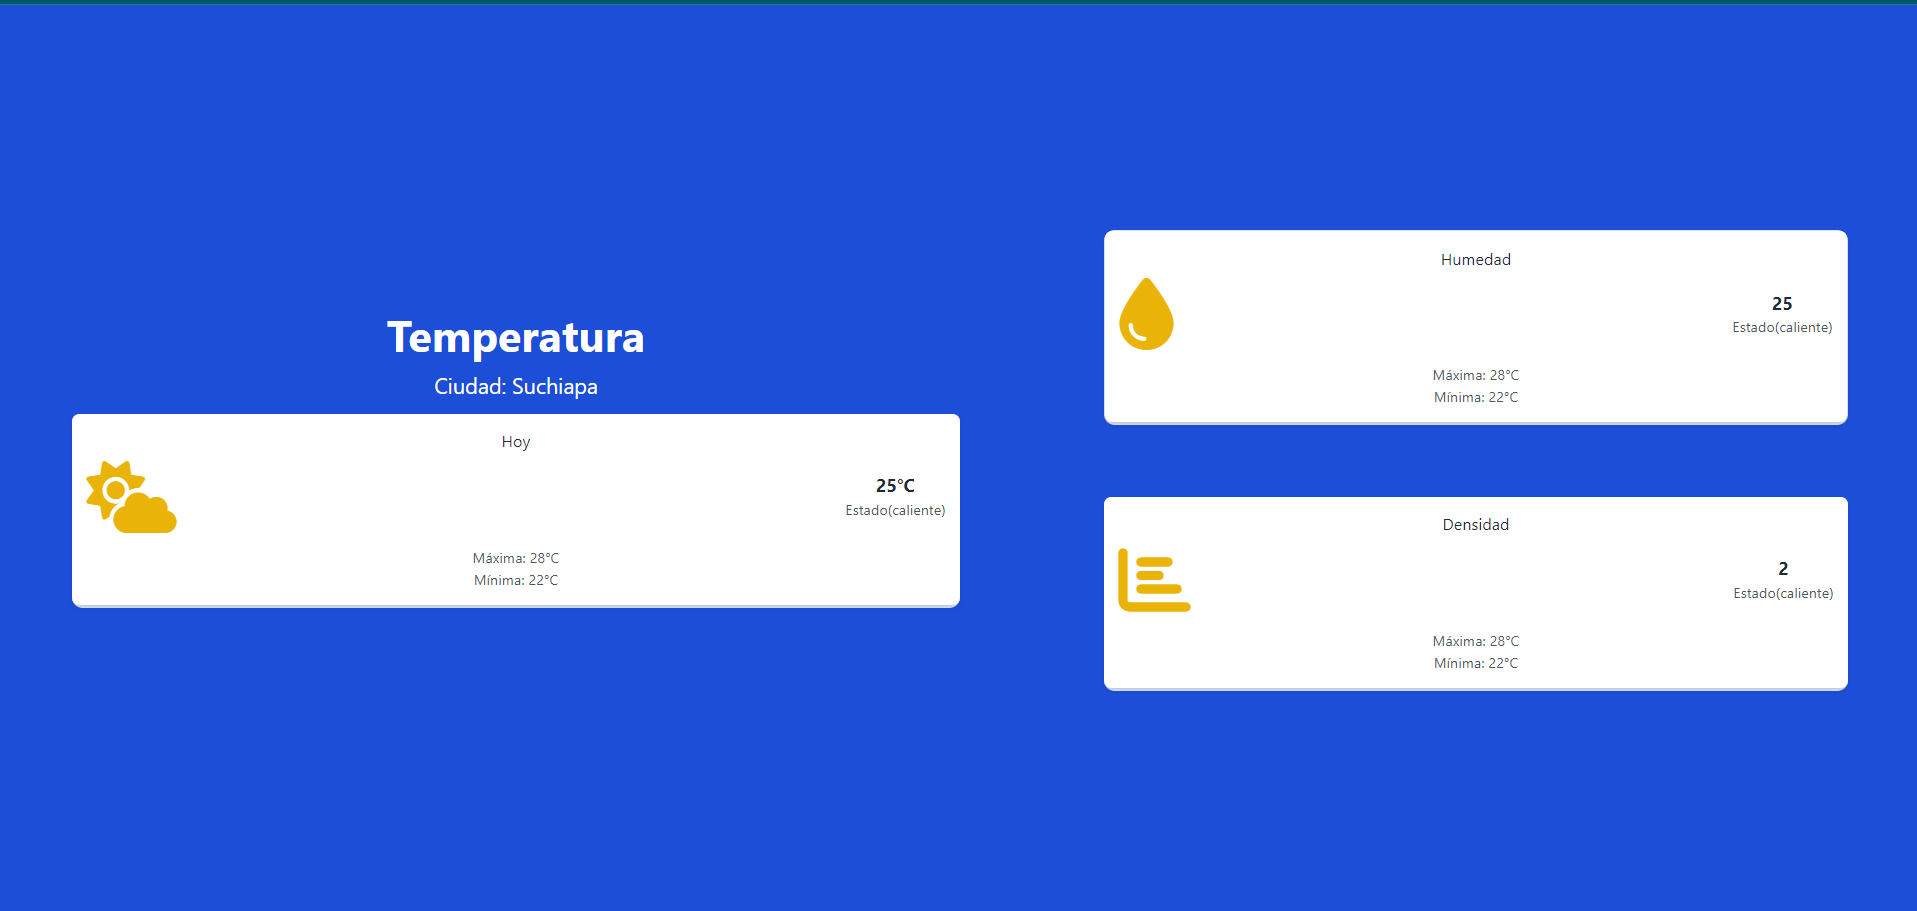 Temperatura
Ciudad: Suchiapa
Hoy
25°C
Estado(caliente)
Máxima: 28°C
Mínima: 22°C
Humedad
25
Estado(caliente)
Máxima: 28°C
Mínima: 22°C
Densidad
2
Estado(caliente)
Máxima: 28°C
Mínima: 22°C